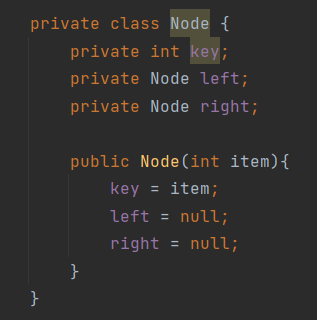 private class Node {
    private int key;
    private Node left;
    private Node right;

    public Node(int item){
        key = item;
        left = null;
        right = null;
    }
}